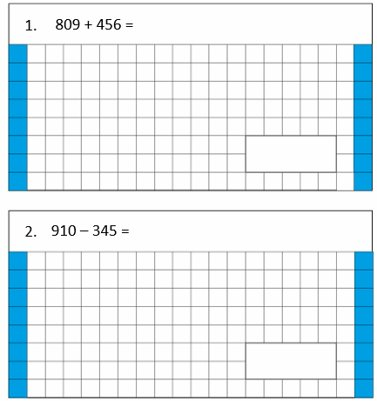 1. 809 + 456 =
2. 910 – 345 =